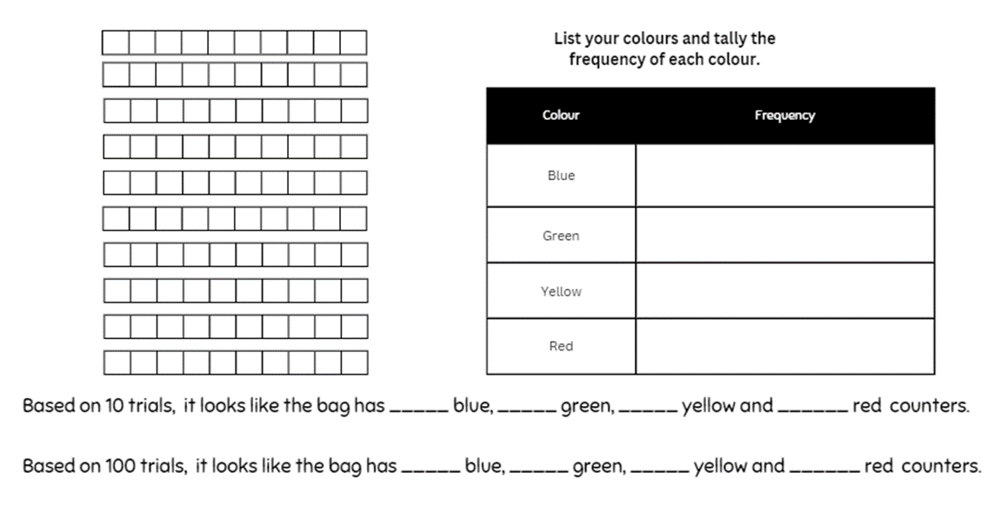 List your colours and tally the
frequency of each colour.
Colour Frequency
Blue
Green
Yellow
Red
Based on 10 trials, it looks like the bag has _____ blue, _____ green, _____ yellow and ______ red counters.
Based on 100 trials, it looks like the bag has _____ blue, _____ green, _____ yellow and ______ red counters.